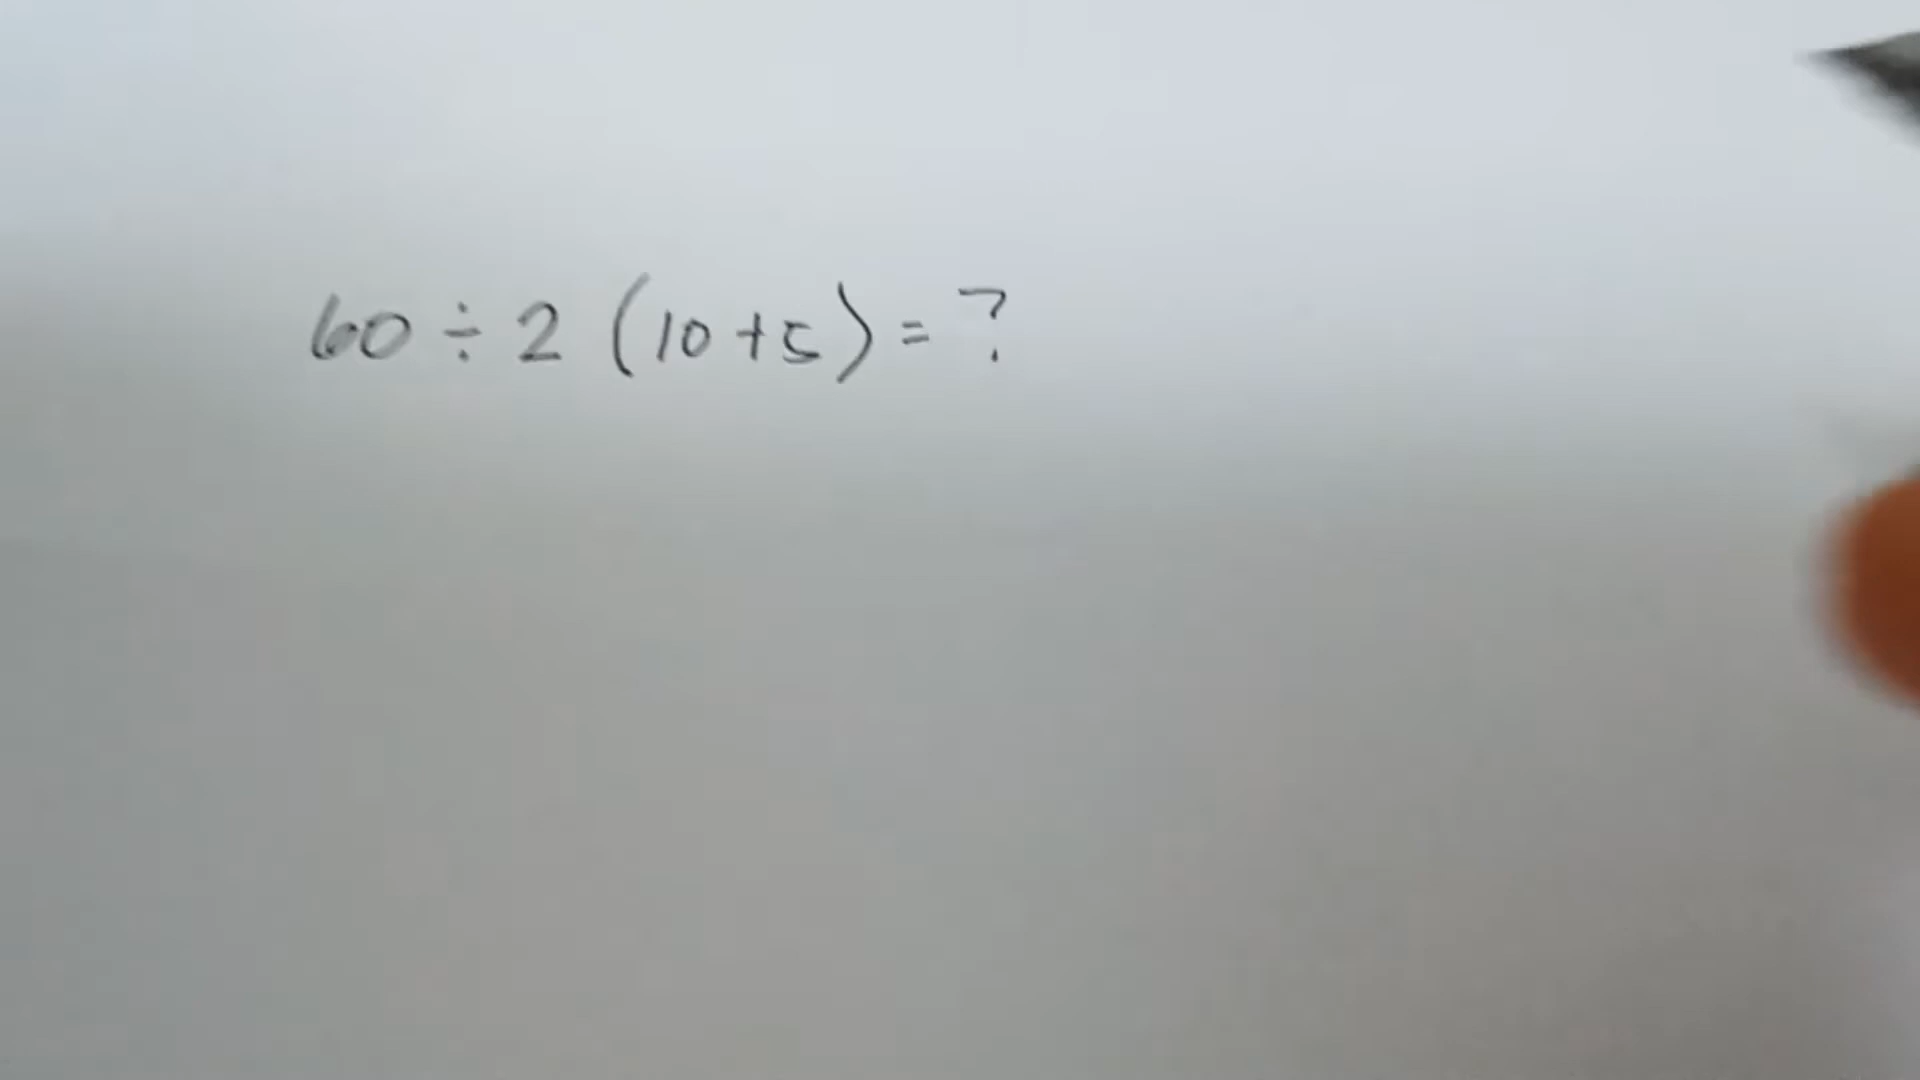 60 ÷ 2 (10+5) = ?